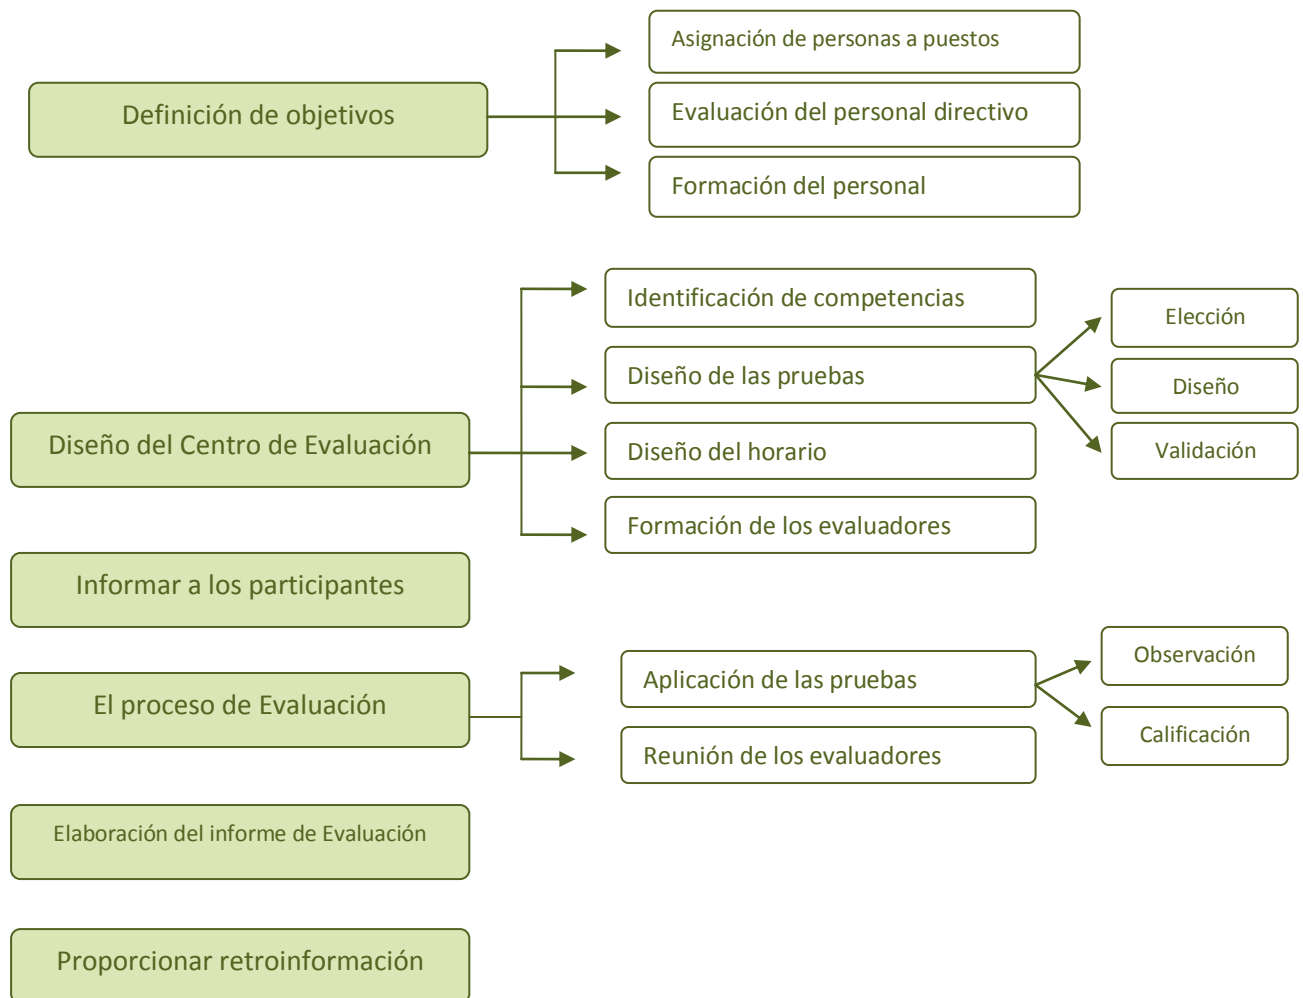 Definición de objetivos
Asignación de personas a puestos
Evaluación del personal directivo
Formación del personal
Diseño del Centro de Evaluación
Identificación de competencias
Diseño de las pruebas
Elección
Diseño
Validación
Diseño del horario
Formación de los evaluadores
Informar a los participantes
El proceso de Evaluación
Aplicación de las pruebas
Observación
Calificación
Reunión de los evaluadores
Elaboración del informe de Evaluación
Proporcionar retroinformación